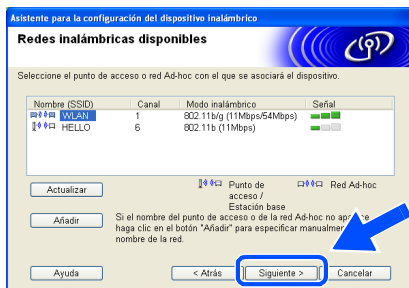 Asistente para la configuración del dispositivo inalámbrico
Redes inalámbricas disponibles
Seleccione el punto de acceso o red Ad-hoc con el que se asociará el dispositivo.
Nombre (SSID) Canal Modo inalámbrico Señal
WLAN 1 802.11b/g (11Mbps/54Mbps)
HELLO 6 802.11b (11Mbps)
Actualizar
Punto de acceso / Estación base
Red Ad-hoc
Añadir
Si el nombre del punto de acceso o de la red Ad-hoc no
haga clic en el botón "Añadir" para especificar
nombre de la red.
Ayuda < Atrás Siguiente > Cancelar